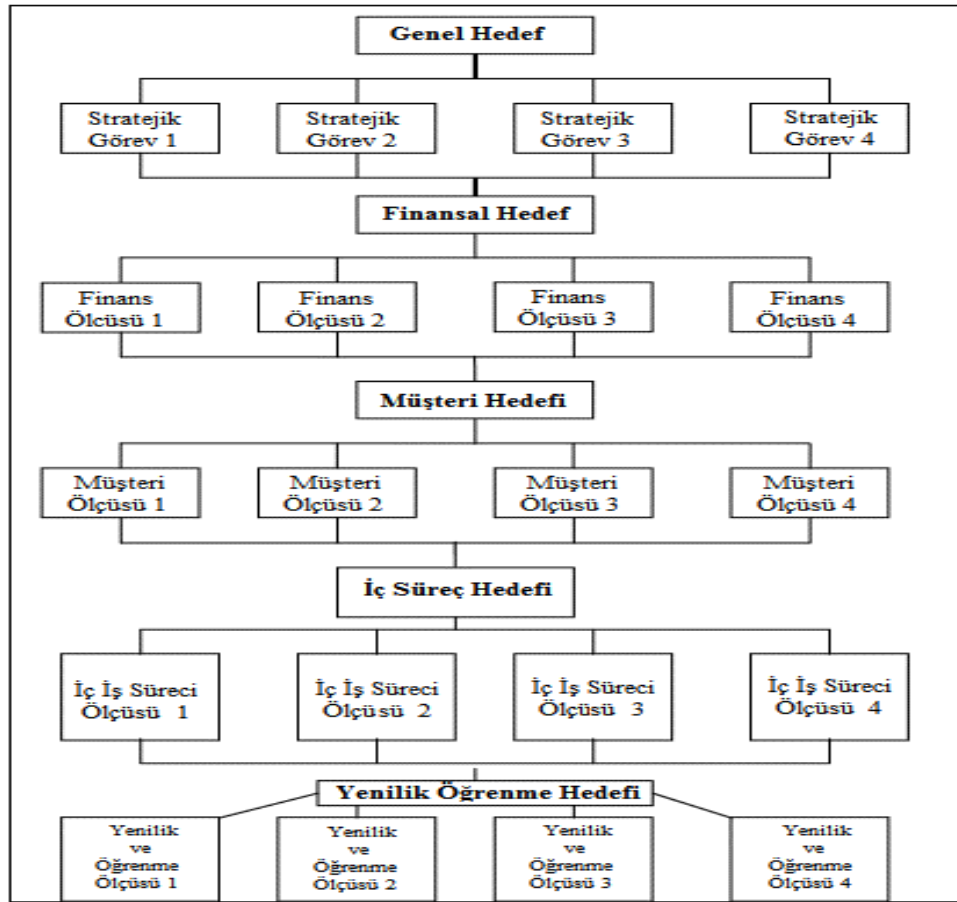 Genel Hedef
Stratejik
Görev 1
Stratejik
Görev 2
Stratejik
Görev 3
Stratejik
Görev 4
Finansal Hedef
Finans
Ölcüsü 1
Finans
Ölçüsü 2
Finans
Ölçüsü 3
Finans
Ölçüsü 4
Müşteri Hedefi
Müşteri
Ölçüsü 1
Müşteri
Ölçüsü 2
Müşteri
Ölçüsü 3
Müşteri
Ölçüsü 4
İç Süreç Hedefi
İç İş Süreci
Ölçüsü 1
İç İş Süreci
Ölçüsü 2
İç İş Süreci
Ölçüsü 3
İç İş Süreci
Ölçüsü 4
Yenilik Öğrenme Hedefi
Yenilik
ve
Öğrenme
Ölçüsü 1
Yenilik
ve
Öğrenme
Ölçüsü 2
Yenilik
ve
Öğrenme
Ölçüsü 3
Yenilik
ve
Öğrenme
Ölçüsü 4